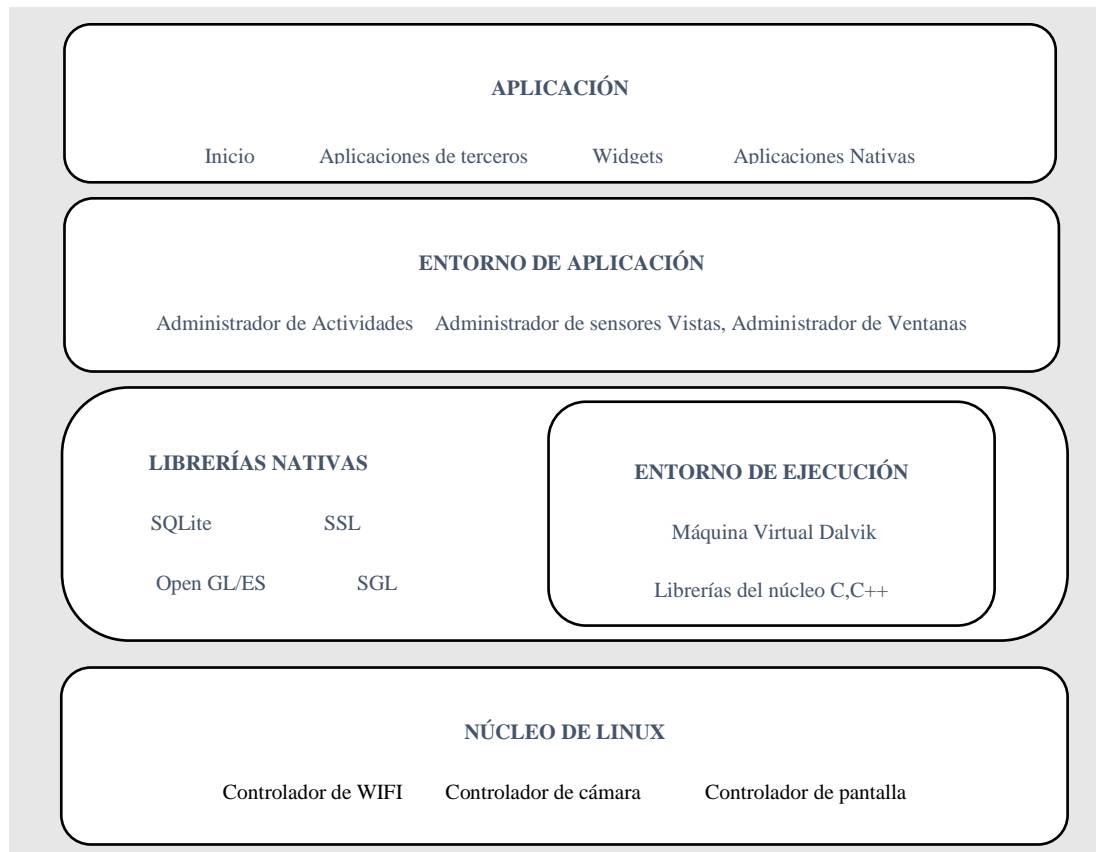 APLICACIÓN
Inicio Aplicaciones de terceros Widgets Aplicaciones Nativas
ENTORNO DE APLICACIÓN
Administrador de Actividades Administrador de sensores Vistas, Administrador de Ventanas
LIBRERÍAS NATIVAS
SQLite SSL
Open GL/ES SGL
ENTORNO DE EJECUCIÓN
Máquina Virtual Dalvik
Librerías del núcleo C,C++
NÚCLEO DE LINUX
Controlador de WIFI Controlador de cámara Controlador de pantalla